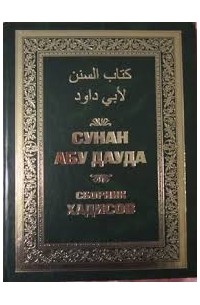 كتاب السنن
لأبي داود
СУНАН
АБУ ДАУДА
СБОРНИК
ХАДИСОВ